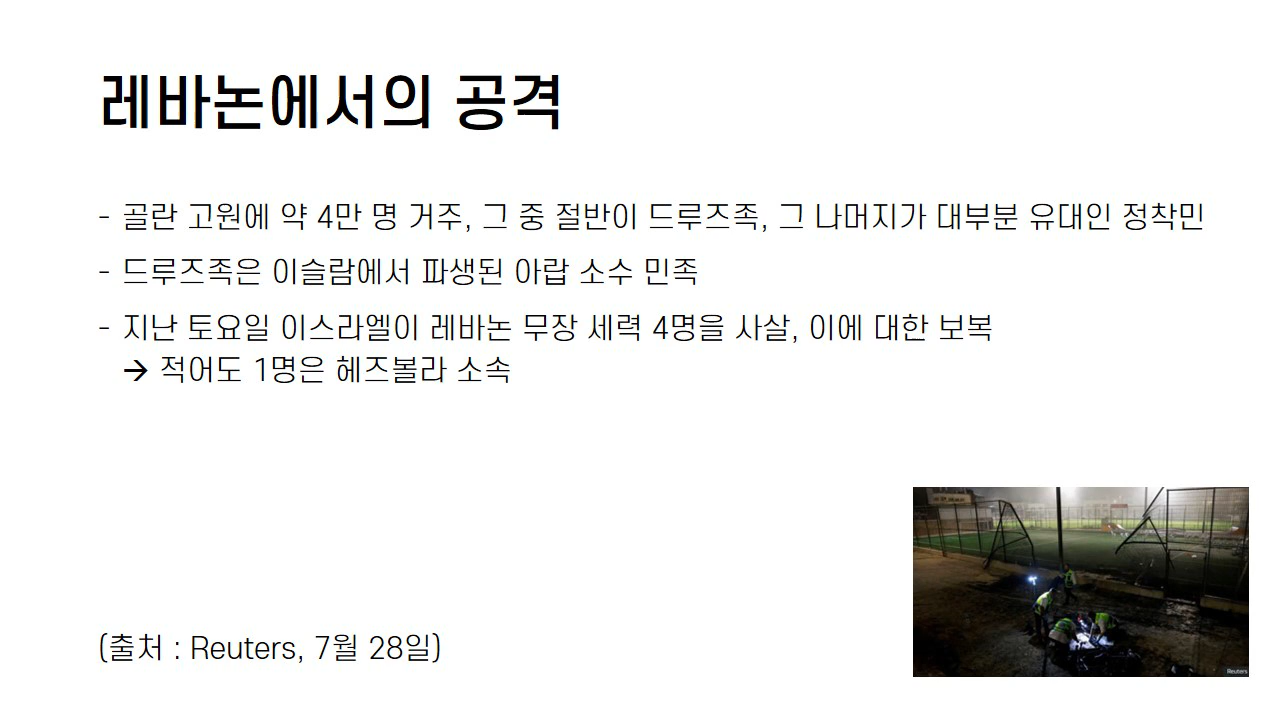 레바논에서의 공격
- 골란 고원에 약 4만 명 거주, 그 중 절반이 드루즈족, 그 나머지가 대부분 유대인 정착민
- 드루즈족은 이슬람에서 파생된 아랍 소수 민족
- 지난 토요일 이스라엘이 레바논 무장 세력 4명을 사살, 이에 대한 보복
→ 적어도 1명은 헤즈볼라 소속
(출처 : Reuters, 7월 28일)
Reuters